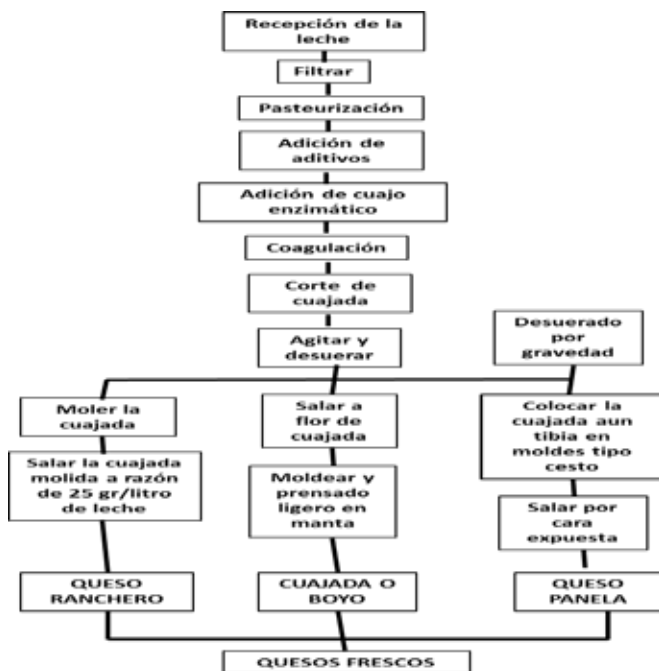 Recepción de la
leche
Filtrar
Pasteurización
Adición de
aditivos
Adición de cuajo
enzimático
Coagulación
Corte de
cuajada
Agitar y
desuerar
Desuerado
por
gravedad
Moler la
cuajada
Salar la cuajada
molida a razón
de 25 gr/litro
de leche
QUESO
RANCHERO
Salar a
flor de
cuajada
Moldear y
prensado
ligero en
manta
CUAJADA O
BOYO
Colocar la
cuajada aun
tibia en
moldes tipo
cesto
Salar por
cara
expuesta
QUESO
PANELA
QUESOS FRESCOS